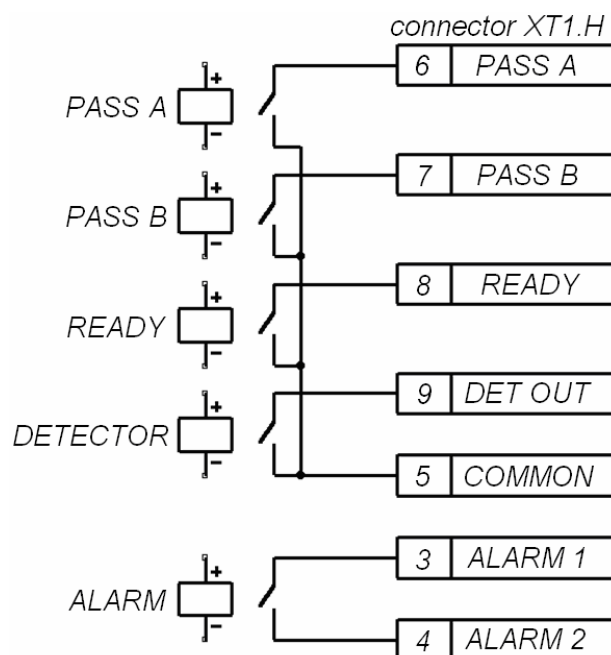 connector XT1.H
6 PASS A
+
PASS A
-
7 PASS B
+
PASS B
-
8 READY
+
READY
-
9 DET OUT
+
DETECTOR
-
5 COMMON
3 ALARM 1
+
ALARM
-
4 ALARM 2